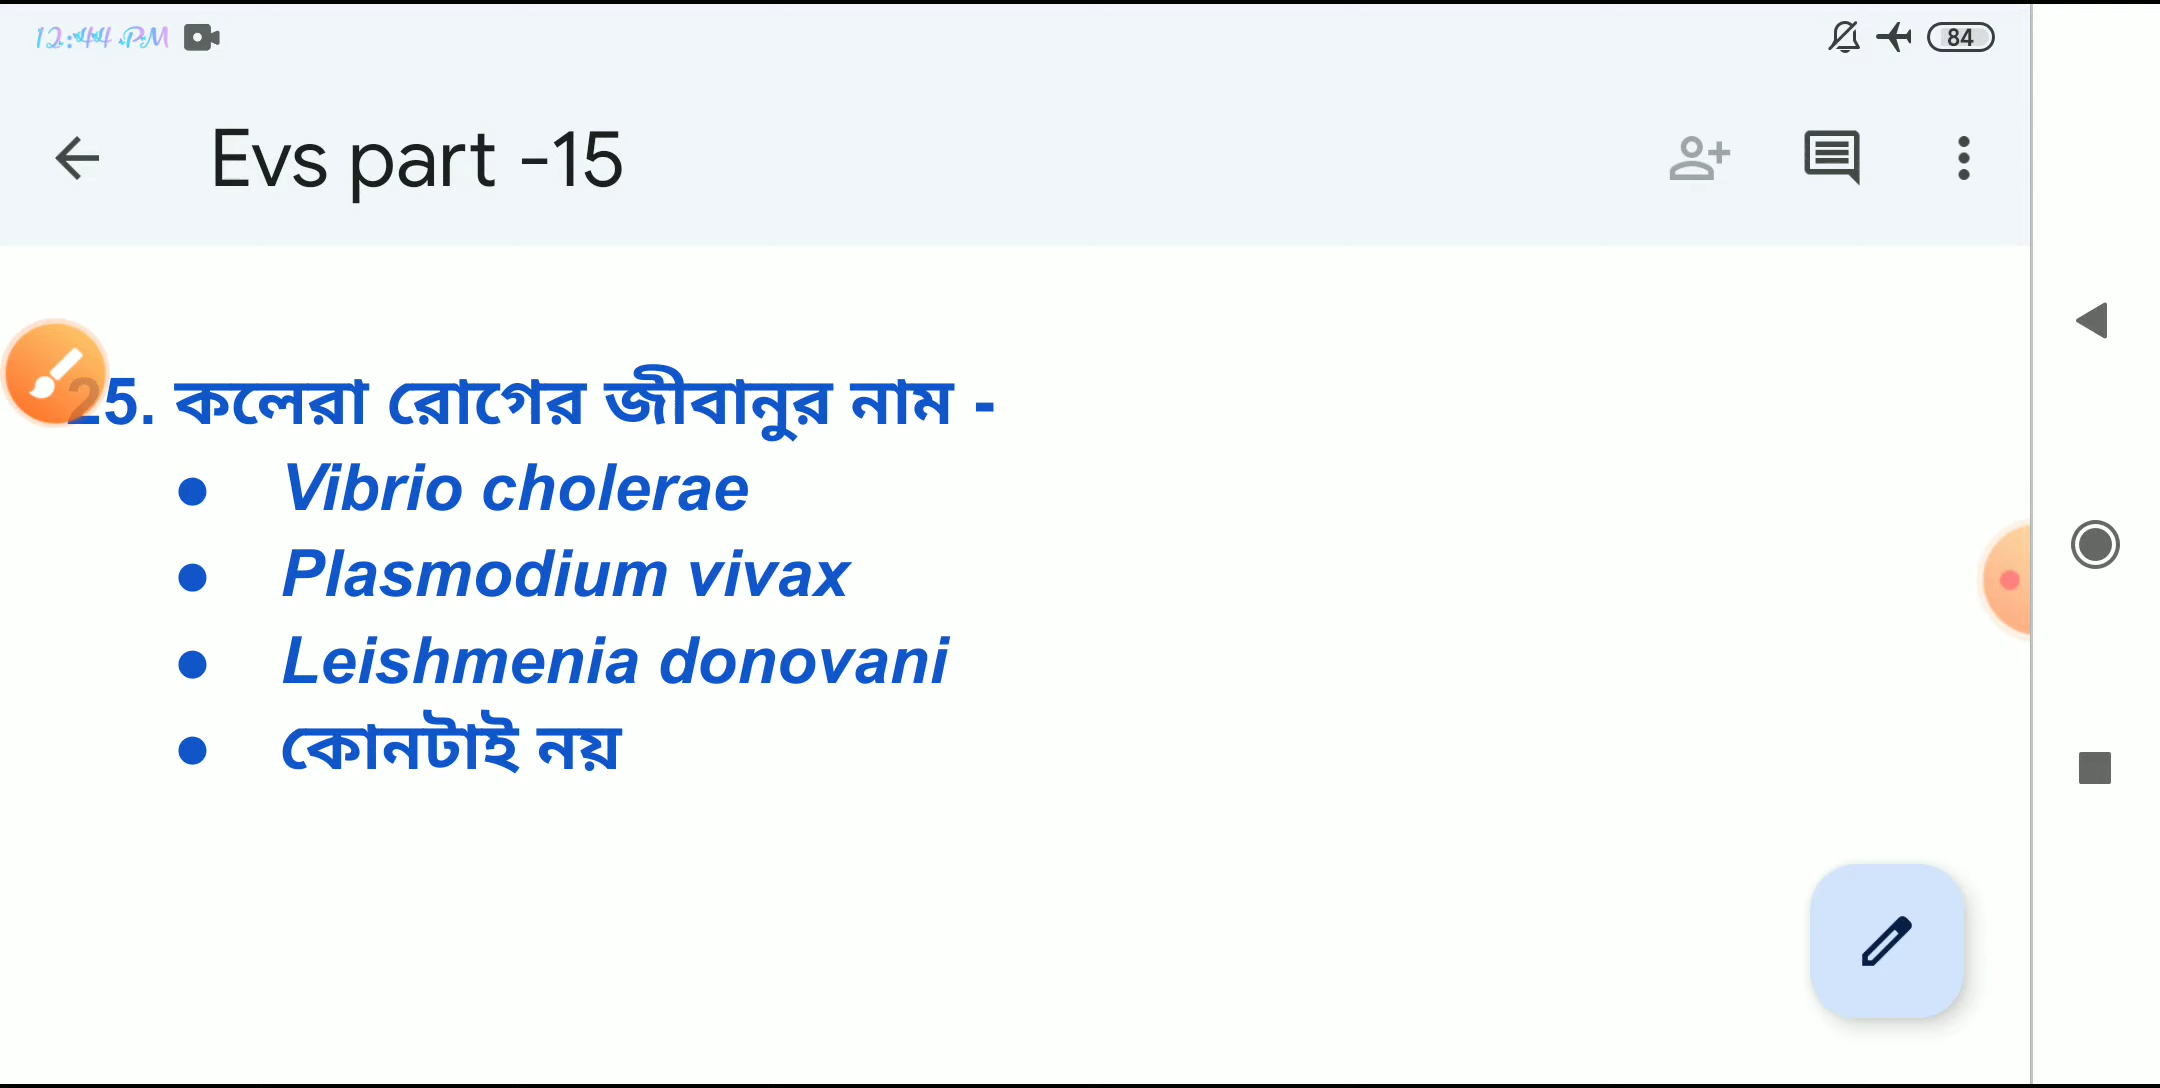 12:44 PM
84
Evs part -15
25. কলেরা রোগের জীবানুর নাম -
● Vibrio cholerae
● Plasmodium vivax
● Leishmenia donovani
● কোনটাই নয়